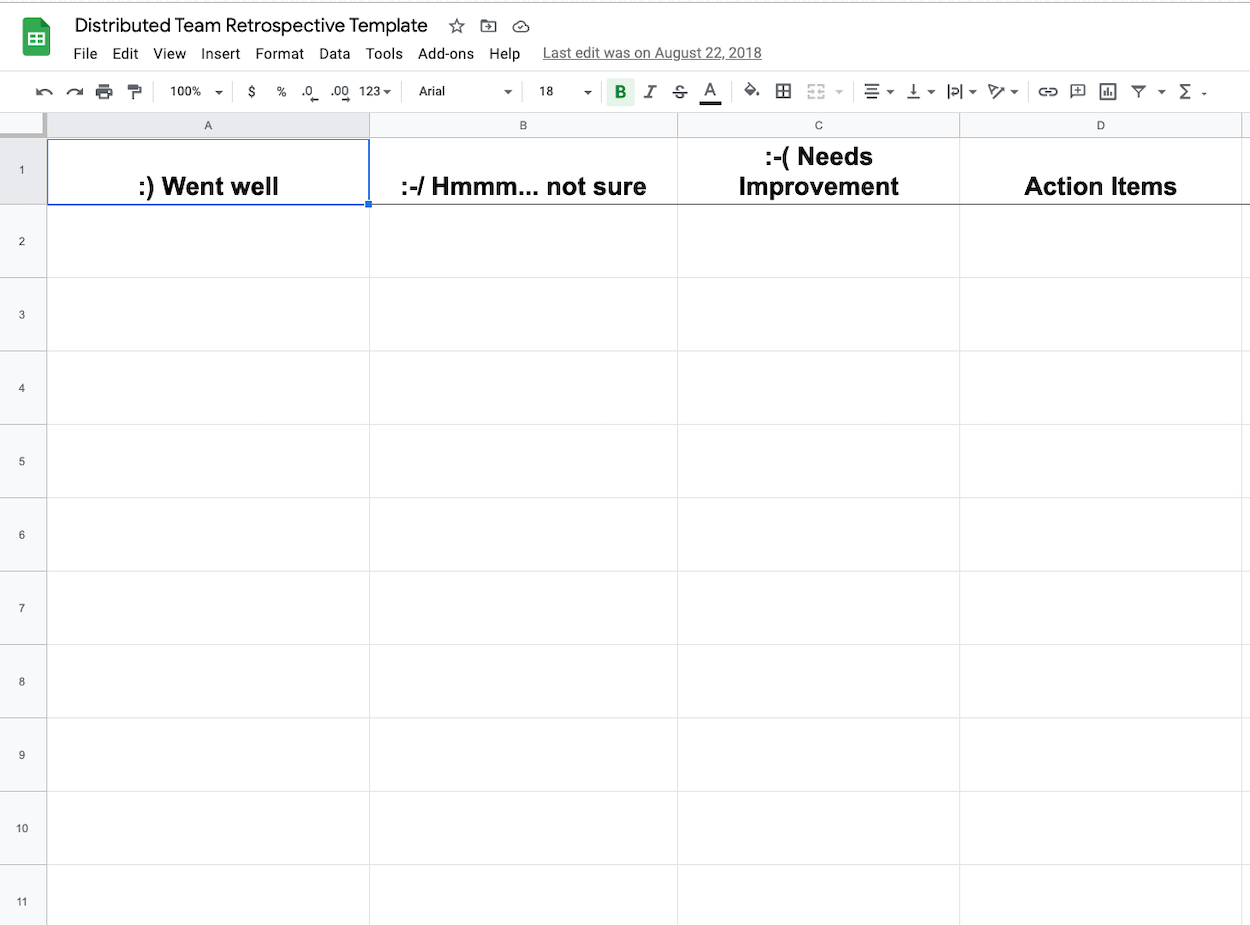 Distributed Team Retrospective Template
File Edit View Insert Format Data Tools Add-ons Help Last edit was on August 22, 2018
100% $ % .0 .00 123 Arial 18 B I S A
A B C D
1 :) Went well :-/ Hmmm... not sure :-( Needs
Improvement Action Items
2
3
4
5
6
7
8
9
10
11